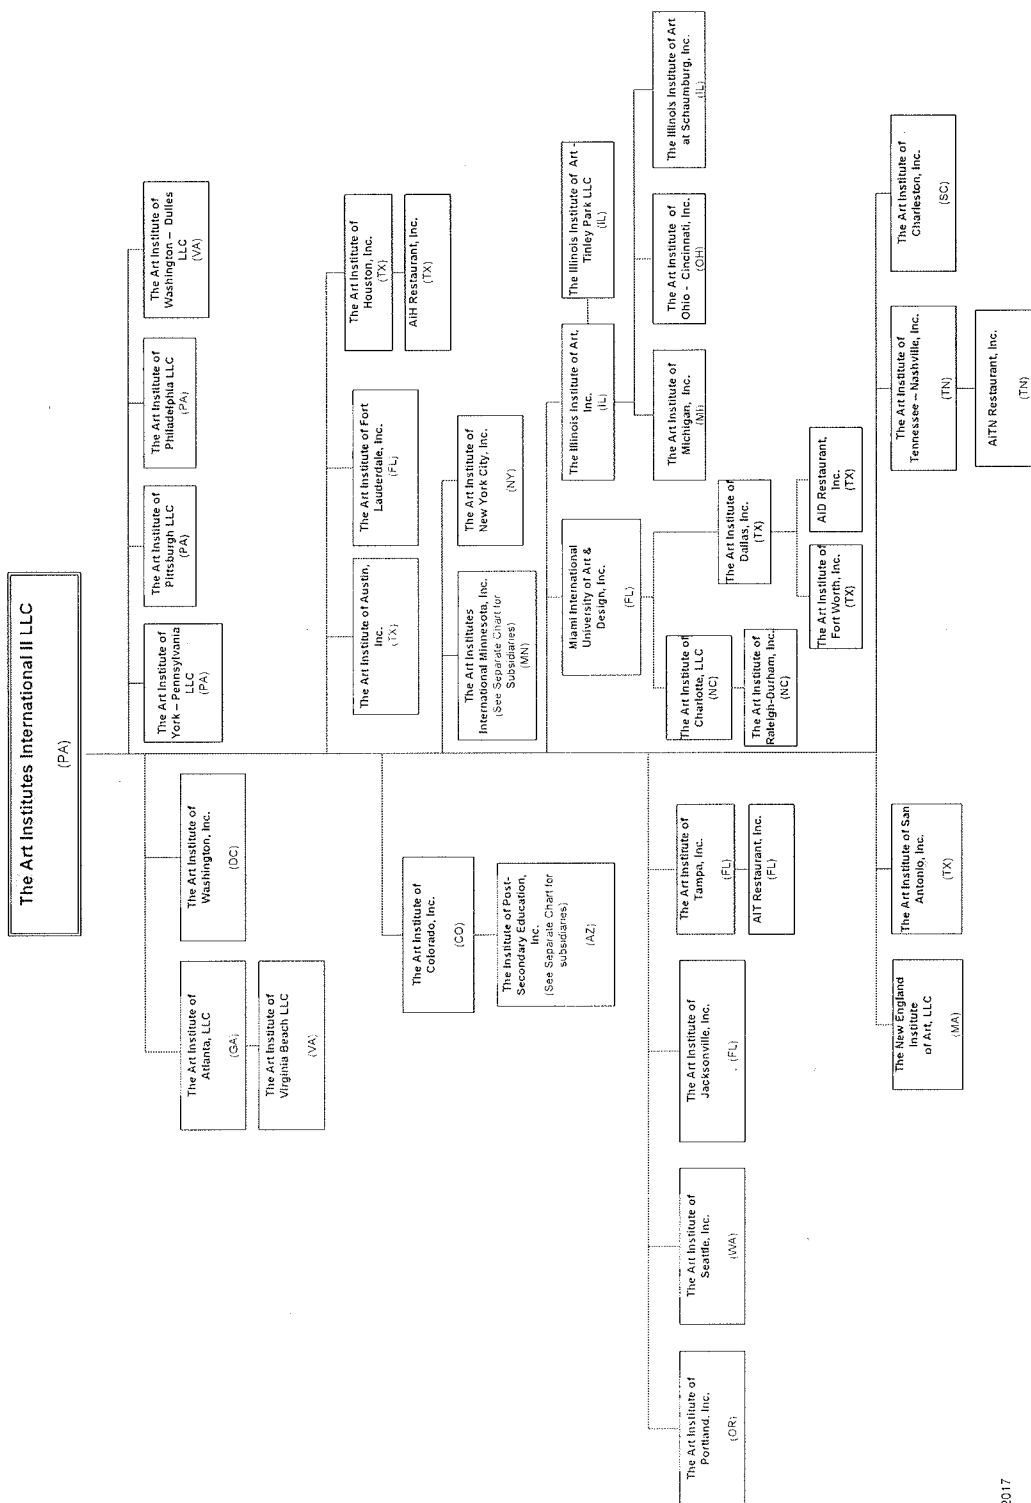 The Art Institutes International II LLC
(PA)
The Art Institute of
York – Pennsylvania
LLC
(PA)
The Art Institute of
Pittsburgh LLC
(PA)
The Art Institute of
Philadelphia LLC
(PA)
The Art Institute of
Washington – Dulles
LLC
(VA)
The Art Institute of
Atlanta, LLC
(GA)
The Art Institute of
Virginia Beach LLC
(VA)
The Art Institute of
Washington, Inc.
(DC)
The Art Institute of Austin,
Inc.
(TX)
The Art Institute of Fort
Lauderdale, Inc.
(FL)
The Art Institute of
Houston, Inc.
(TX)
AiH Restaurant, Inc.
(TX)
The Art Institute of
Colorado, Inc.
(CO)
The Institute of Post-
Secondary Education,
Inc.
(See Separate Chart for
subsidiaries)
(AZ)
The Art Institutes
International Minnesota, Inc.
(See Separate Chart for
Subsidiaries)
(MN)
The Art Institute of
New York City, Inc.
(NY)
Miami International
University of Art &
Design, Inc.
(FL)
The Illinois Institute of Art,
Inc.
(IL)
The Illinois Institute of Art -
Tinley Park LLC
(IL)
The Art Institute of
Michigan, Inc.
(MI)
The Art Institute of
Ohio - Cincinnati, Inc.
(OH)
The Illinois Institute of Art
at Schaumburg, Inc.
(IL)
The Art Institute of
Charlotte, LLC
(NC)
The Art Institute of
Raleigh-Durham, Inc.
(NC)
The Art Institute of
Dallas, Inc.
(TX)
The Art Institute of
Fort Worth, Inc.
(TX)
AID Restaurant,
Inc.
(TX)
The Art Institute of
Portland, Inc.
(OR)
The Art Institute of
Seattle, Inc.
(WA)
The Art Institute of
Jacksonville, Inc.
(FL)
The Art Institute of
Tampa, Inc.
(FL)
AIT Restaurant, Inc.
(FL)
The New England
Institute
of Art, LLC
(MA)
The Art Institute of San
Antonio, Inc.
(TX)
The Art Institute of
Tennessee – Nashville, Inc.
(TN)
AiTN Restaurant, Inc.
(TN)
The Art Institute of
Charleston, Inc.
(SC)
2017